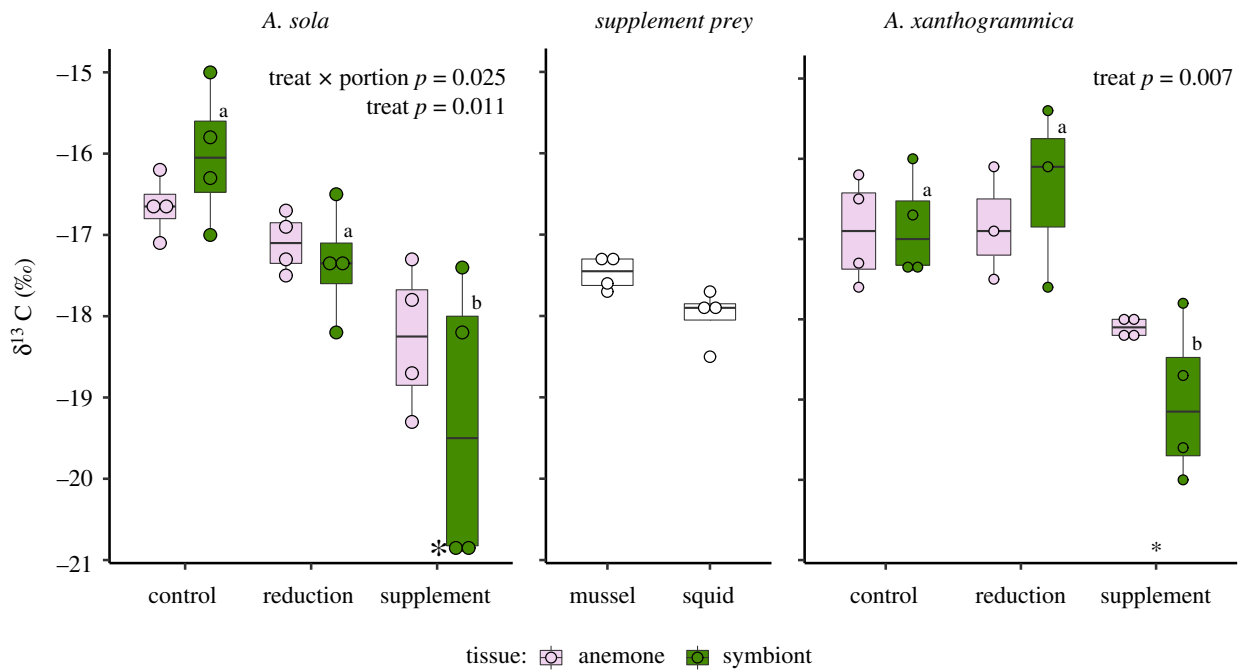 A. sola
supplement prey
A. xanthogrammica
treat × portion p = 0.025
treat p = 0.011
treat p = 0.007
δ¹³ C (‰)
–15
–16
–17
–18
–19
–20
–21
a
a
b
*
a
a
b
*
control reduction supplement
mussel squid
control reduction supplement
tissue: anemone symbiont